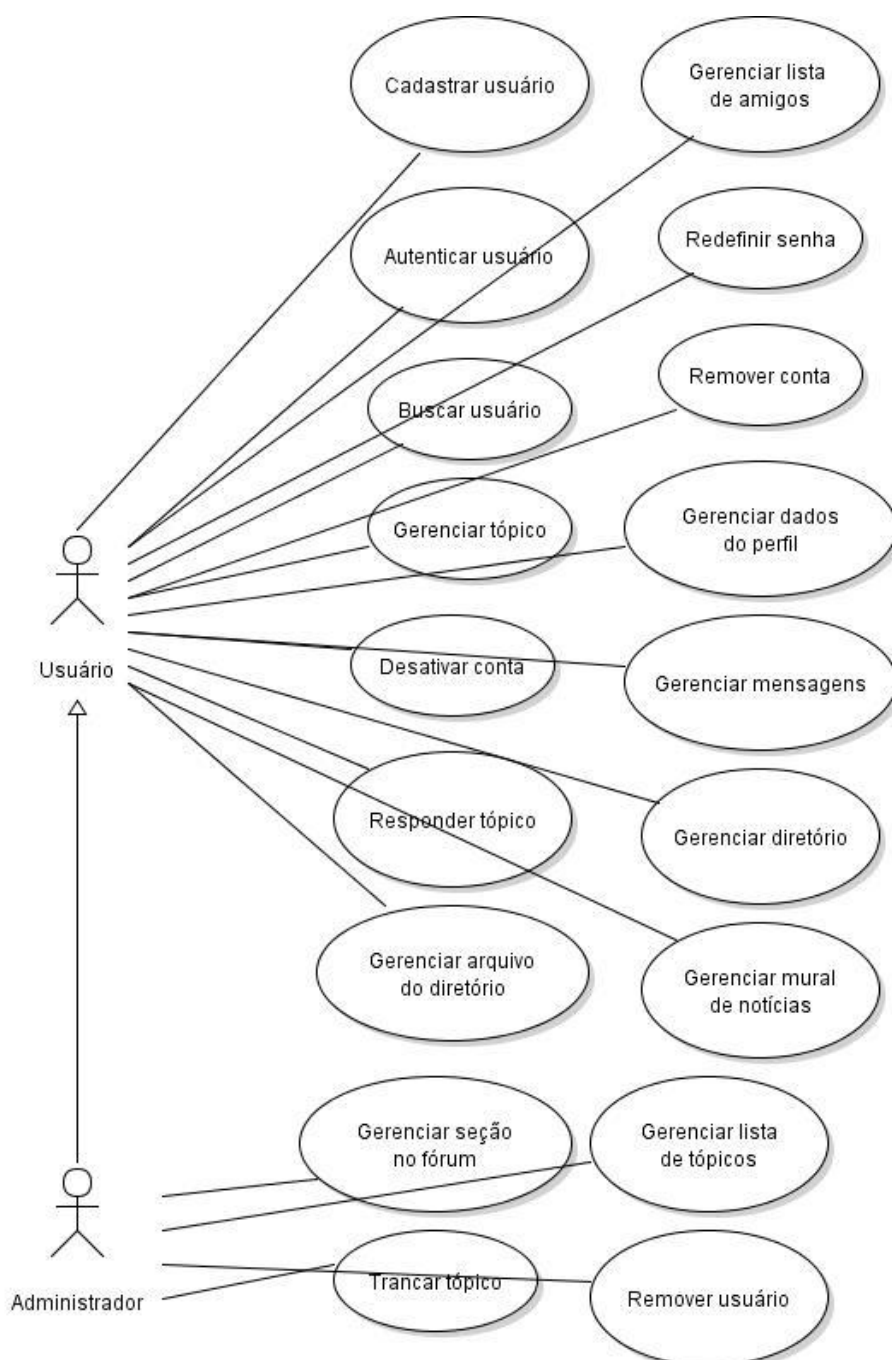 Cadastrar usuário
Gerenciar lista
de amigos
Autenticar usuário
Redefinir senha
Buscar usuário
Remover conta
Gerenciar tópico
Gerenciar dados
do perfil
Usuário
Desativar conta
Gerenciar mensagens
Responder tópico
Gerenciar diretório
Gerenciar arquivo
do diretório
Gerenciar mural
de notícias
Gerenciar seção
no fórum
Gerenciar lista
de tópicos
Administrador
Trancar tópico
Remover usuário